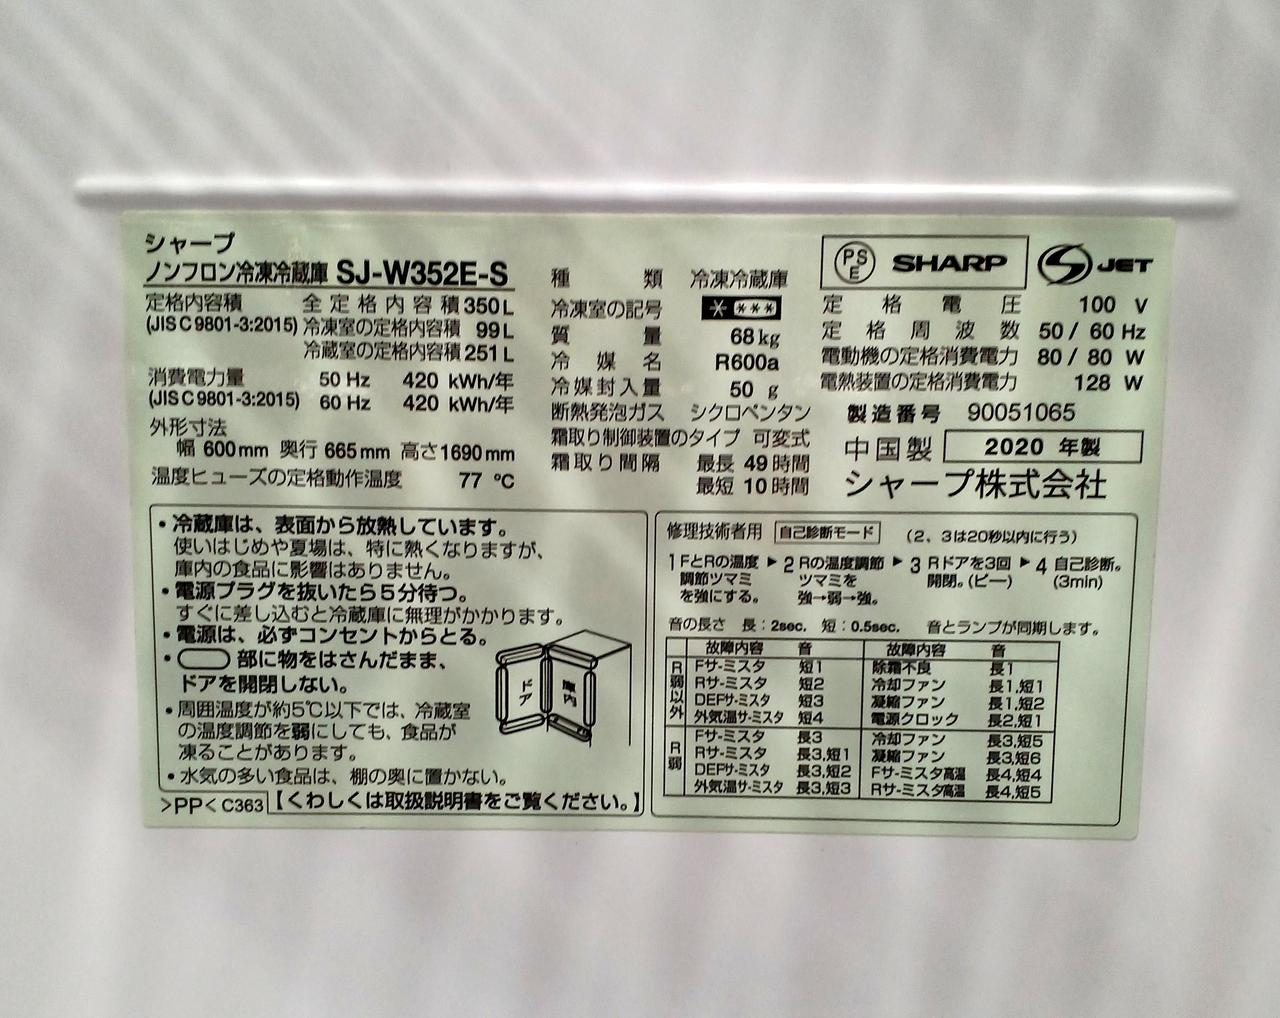 シャープ
ノンフロン冷凍冷蔵庫 SJ-W352E-S
定格内容積 全定格内容積 350 L
(JIS C 9801-3:2015) 冷凍室の定格内容積 99 L
冷蔵室の定格内容積 251 L
消費電力量 50 Hz 420 kWh/年
(JIS C 9801-3:2015) 60 Hz 420 kWh/年
外形寸法
幅 600 mm 奥行 665 mm 高さ 1690 mm
温度ヒューズの定格動作温度 77 ℃
種類 冷凍冷蔵庫
冷凍室の記号 * ***
質量 68 kg
冷媒名 R600a
冷媒封入量 50 g
断熱発泡ガス シクロペンタン
霜取り制御装置のタイプ 可変式
霜取り間隔 最長 49 時間
最短 10 時間
PSE SHARP S JET
定格電圧 100 V
定格周波数 50 / 60 Hz
電動機の定格消費電力 80 / 80 W
電熱装置の定格消費電力 128 W
製造番号 90051065
中国製 2020 年製
シャープ株式会社
・冷蔵庫は、表面から放熱しています。
使いはじめや夏場は、特に熱くなりますが、
庫内の食品に影響はありません。
・電源プラグを抜いたら5分待つ。
すぐに差し込むと冷蔵庫に無理がかかります。
・電源は、必ずコンセントからとる。
・ 部に物をはさんだまま、
ドアを開閉しない。
・周囲温度が約5℃以下では、冷蔵室
の温度調節を弱にしても、食品が
凍ることがあります。
・水気の多い食品は、棚の奥に置かない。
ドア 庫内
>PP< C363 【くわしくは取扱説明書をご覧ください。】
修理技術者用 自己診断モード (2、3は20秒以内に行う)
1 FとRの温度調節ツマミを強にする。 ▶ 2 Rの温度調節ツマミを強→弱→強。 ▶ 3 Rドアを3回開閉。(ピー) ▶ 4 自己診断。(3min)
音の長さ 長:2sec. 短:0.5sec. 音とランプが同期します。
故障内容 音 故障内容 音
R弱以外 Fサ-ミスタ 短1 除霜不良 長1
Rサ-ミスタ 短2 冷却ファン 長1,短1
DEFサ-ミスタ 短3 凝縮ファン 長1,短2
外気温サ-ミスタ 短4 電源クロック 長2,短1
R弱 Fサ-ミスタ 長3 冷却ファン 長3,短5
Rサ-ミスタ 長3,短1 凝縮ファン 長3,短6
DEFサ-ミスタ 長3,短2 Fサ-ミスタ高温 長4,短4
外気温サ-ミスタ 長3,短3 Rサ-ミスタ高温 長4,短5